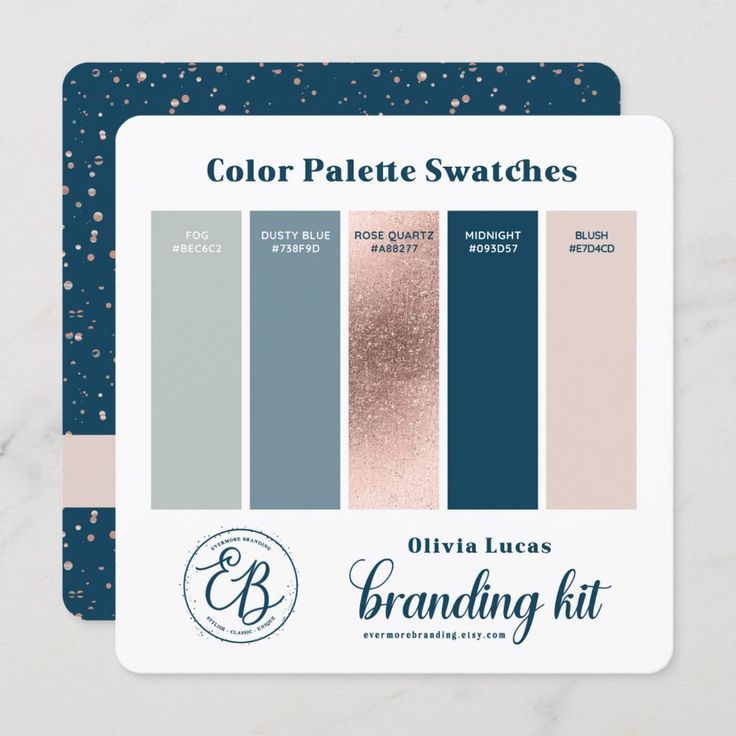 Color Palette Swatches
FOG
#BEC6C2
DUSTY BLUE
#738F9D
ROSE QUARTZ
#A88277
MIDNIGHT
#093D57
BLUSH
#E7D4CD
EVERMORE BRANDING
EB
STYLISH · CLASSIC · UNIQUE
Olivia Lucas
branding kit
evermorebranding.etsy.com